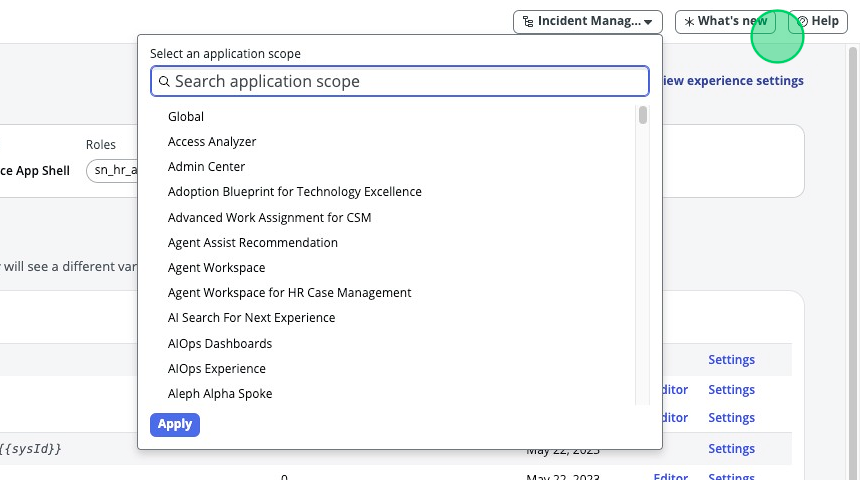 Incident Manag...
What's new
Help
Select an application scope
Search application scope
iew experience settings
Global
Access Analyzer
Roles
Admin Center
ce App Shell
sn_hr_a
Adoption Blueprint for Technology Excellence
Advanced Work Assignment for CSM
Agent Assist Recommendation
will see a different var
Agent Workspace
Agent Workspace for HR Case Management
AI Search For Next Experience
AIOps Dashboards
Settings
AIOps Experience
ditor Settings
Aleph Alpha Spoke
ditor Settings
Apply
{{sysId}}
May 22, 2023
Settings
0
May 22, 2023
Editor
Settings